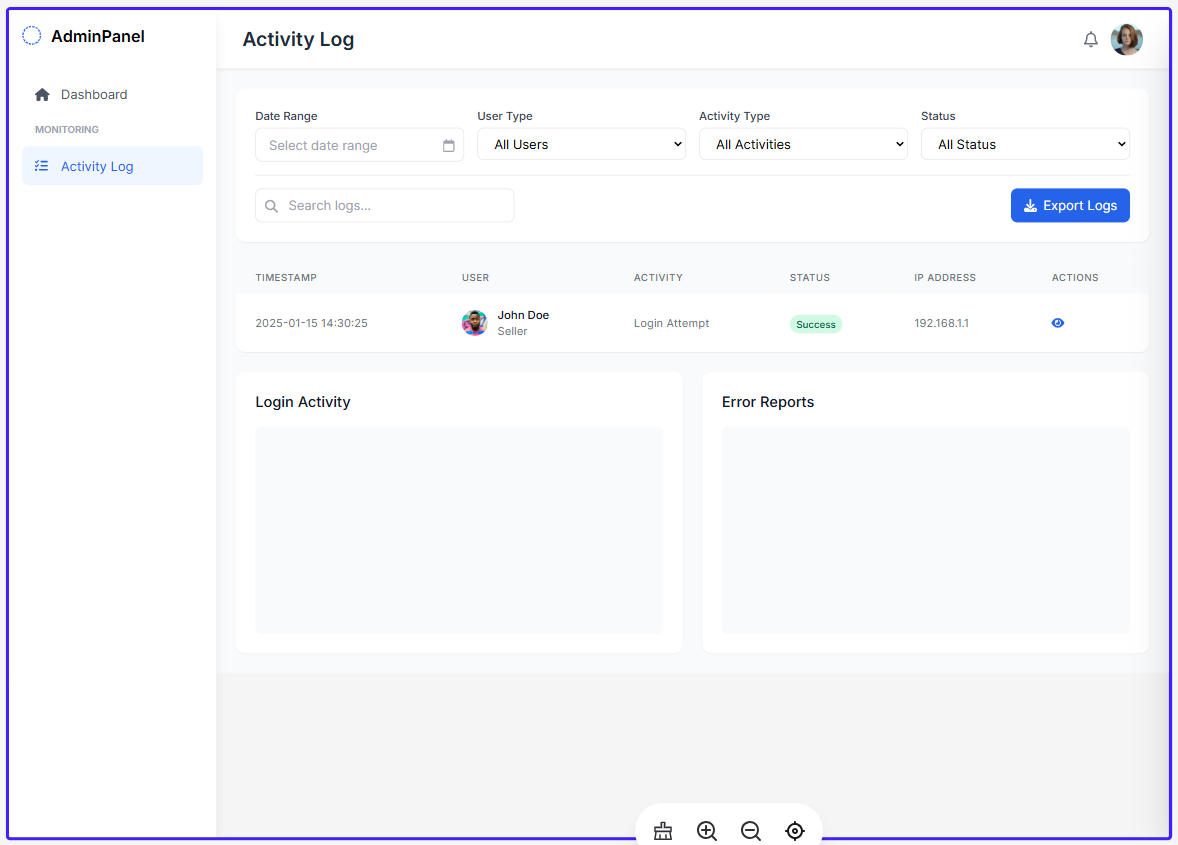 AdminPanel
Activity Log
Dashboard
MONITORING
Activity Log
Date Range
User Type
Activity Type
Status
Select date range
All Users
All Activities
All Status
Search logs...
Export Logs
TIMESTAMP
USER
ACTIVITY
STATUS
IP ADDRESS
ACTIONS
2025-01-15 14:30:25
John Doe
Seller
Login Attempt
Success
192.168.1.1
Login Activity
Error Reports